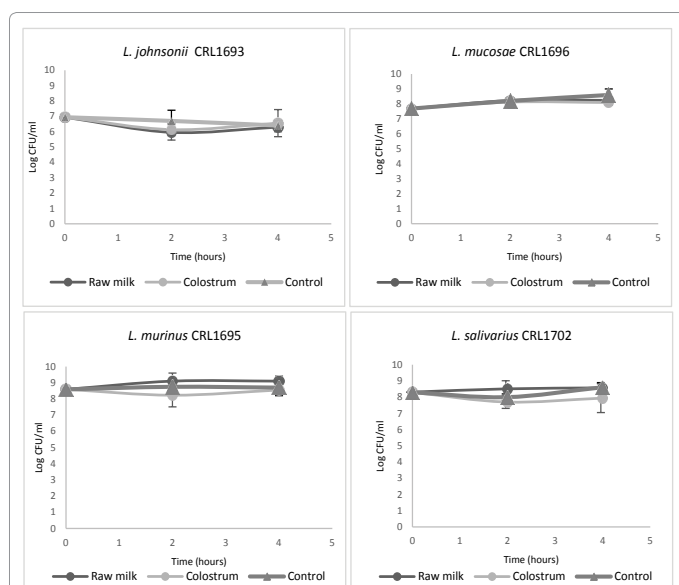 L. johnsonii CRL1693
10
9
8
7
6
5
4
3
2
1
0
Log CFU/ml
0 1 2 3 4 5
Time (hours)
Raw milk Colostrum Control
L. mucosae CRL1696
10
9
8
7
6
5
4
3
2
1
0
Log CFU/ml
0 1 2 3 4 5
Time (hours)
Raw milk Colostrum Control
L. murinus CRL1695
10
9
8
7
6
5
4
3
2
1
0
Log CFU/ml
0 1 2 3 4 5
Time (hours)
Raw milk Colostrum Control
L. salivarius CRL1702
10
9
8
7
6
5
4
3
2
1
0
Log CFU/ml
0 1 2 3 4 5
Time (hours)
Raw milk Colostrum Control